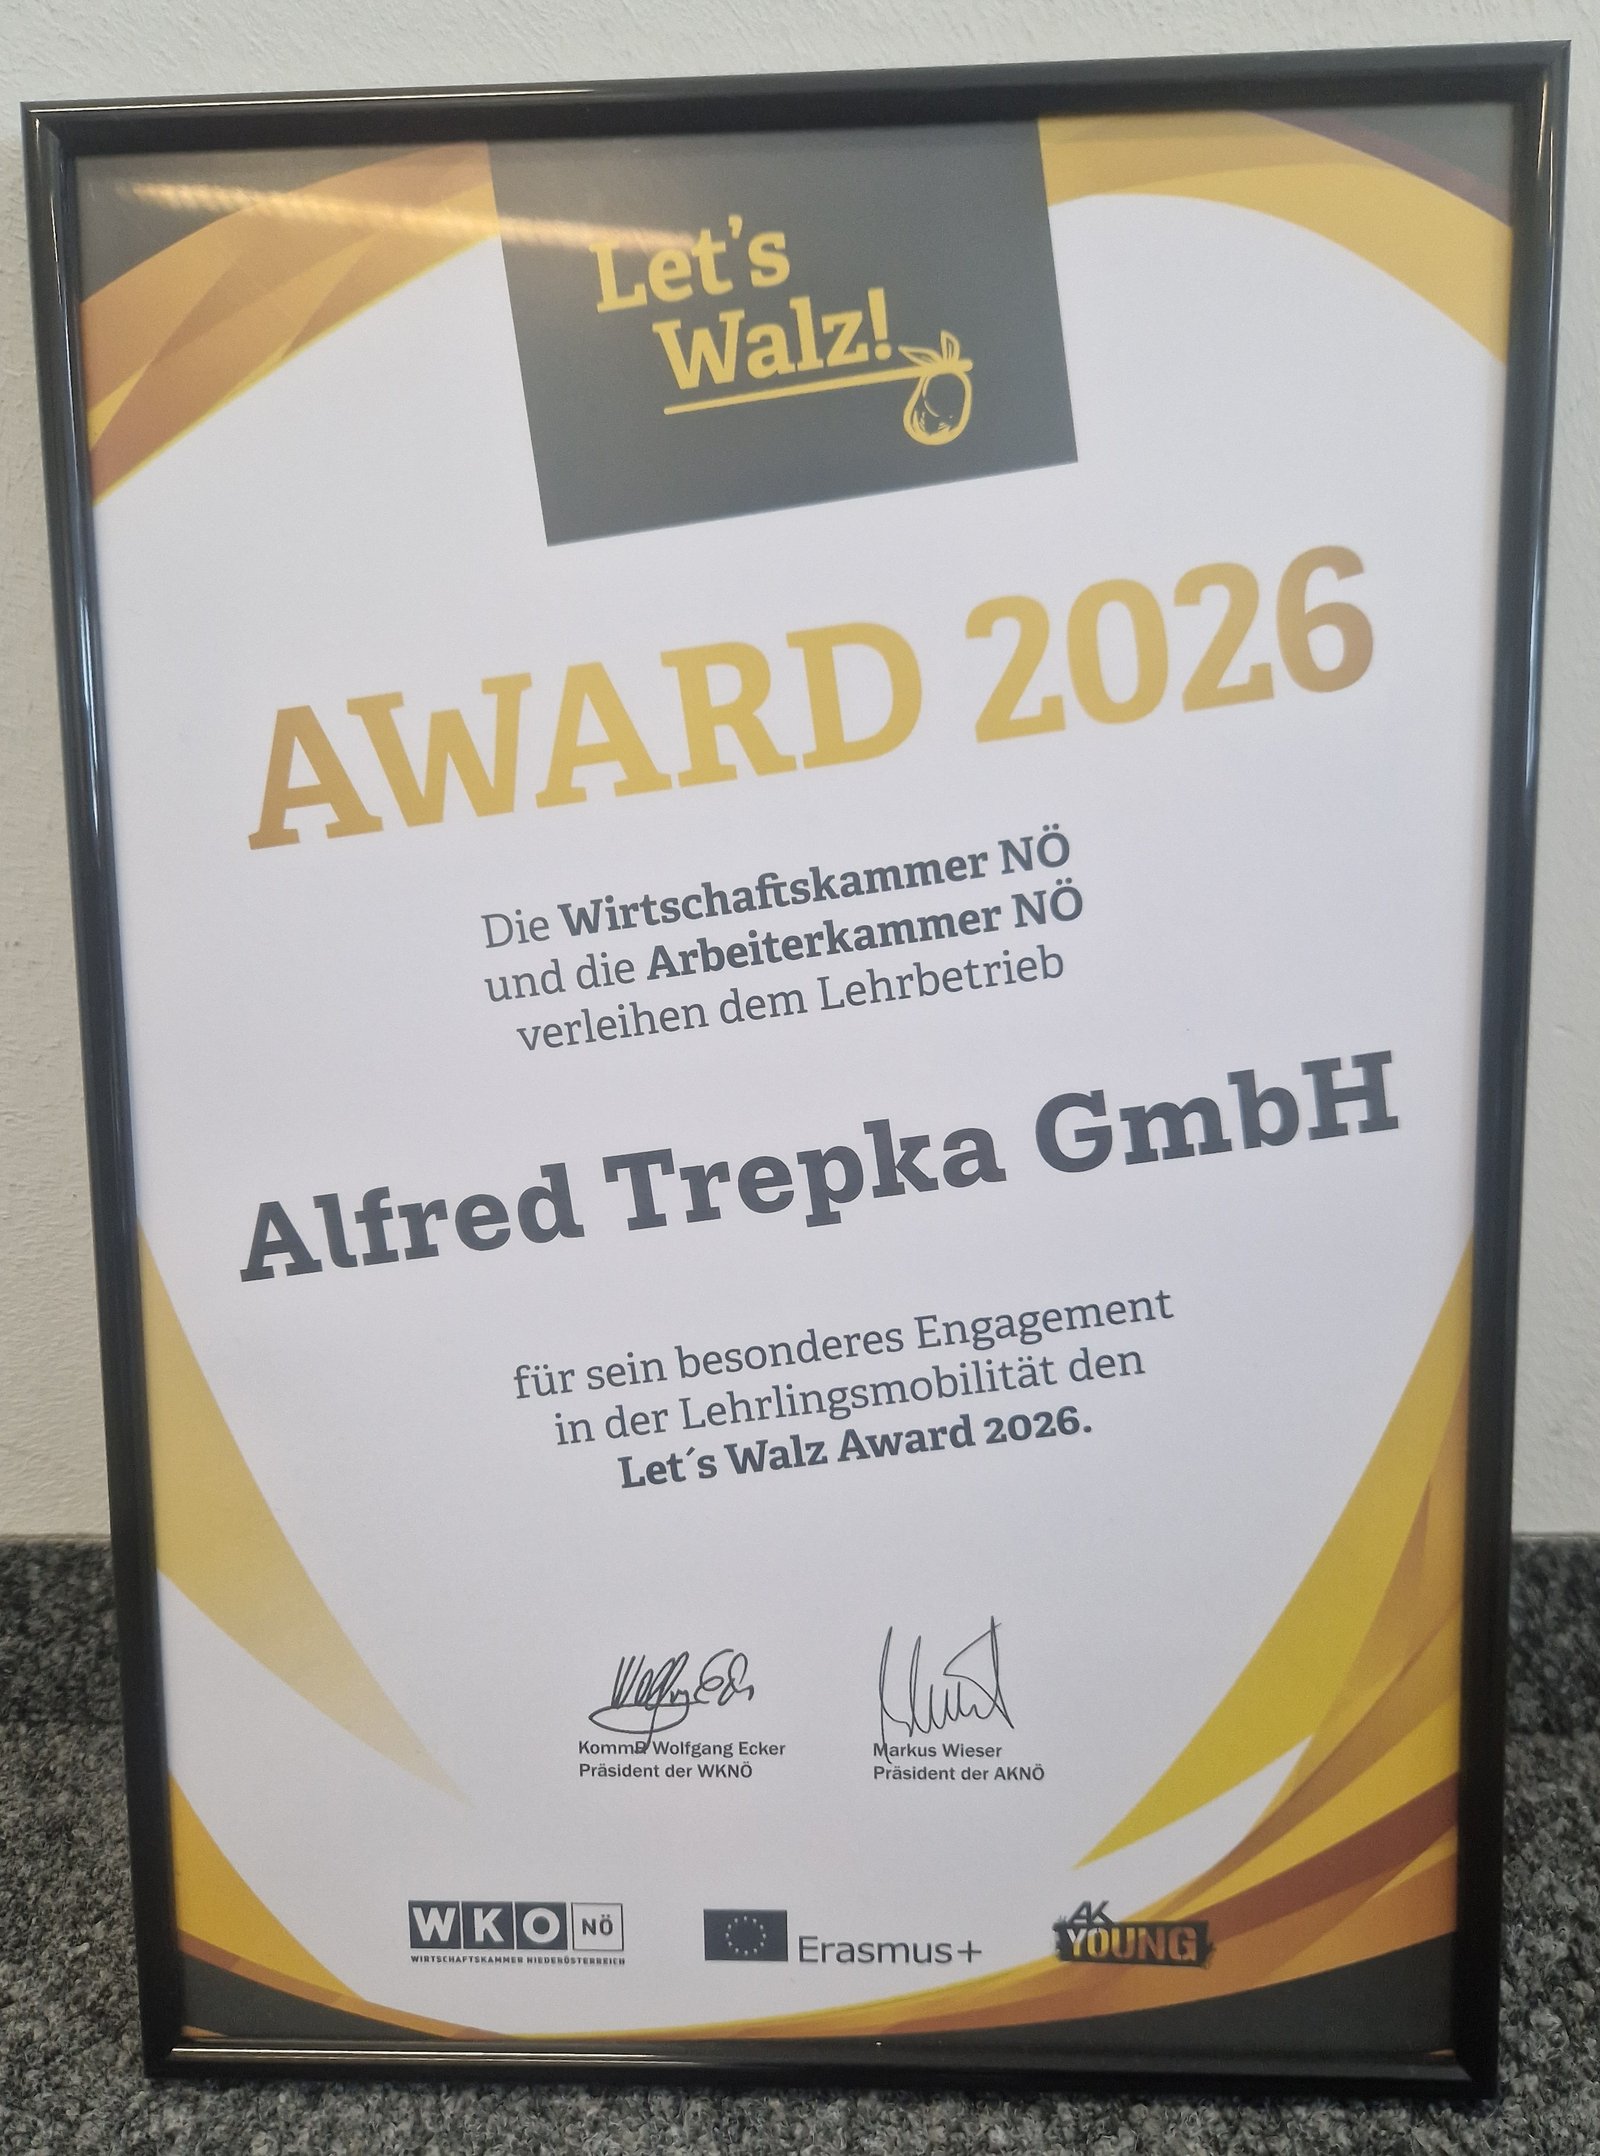 Let's
Walz!
AWARD 2026
Die Wirtschaftskammer NÖ
und die Arbeiterkammer NÖ
verleihen dem Lehrbetrieb
Alfred Trepka GmbH
für sein besonderes Engagement
in der Lehrlingsmobilität den
Let´s Walz Award 2026.
KommR Wolfgang Ecker
Präsident der WKNÖ
Markus Wieser
Präsident der AKNÖ
WKO NÖ
WIRTSCHAFTSKAMMER NIEDERÖSTERREICH
Erasmus+
#AK
YOUNG